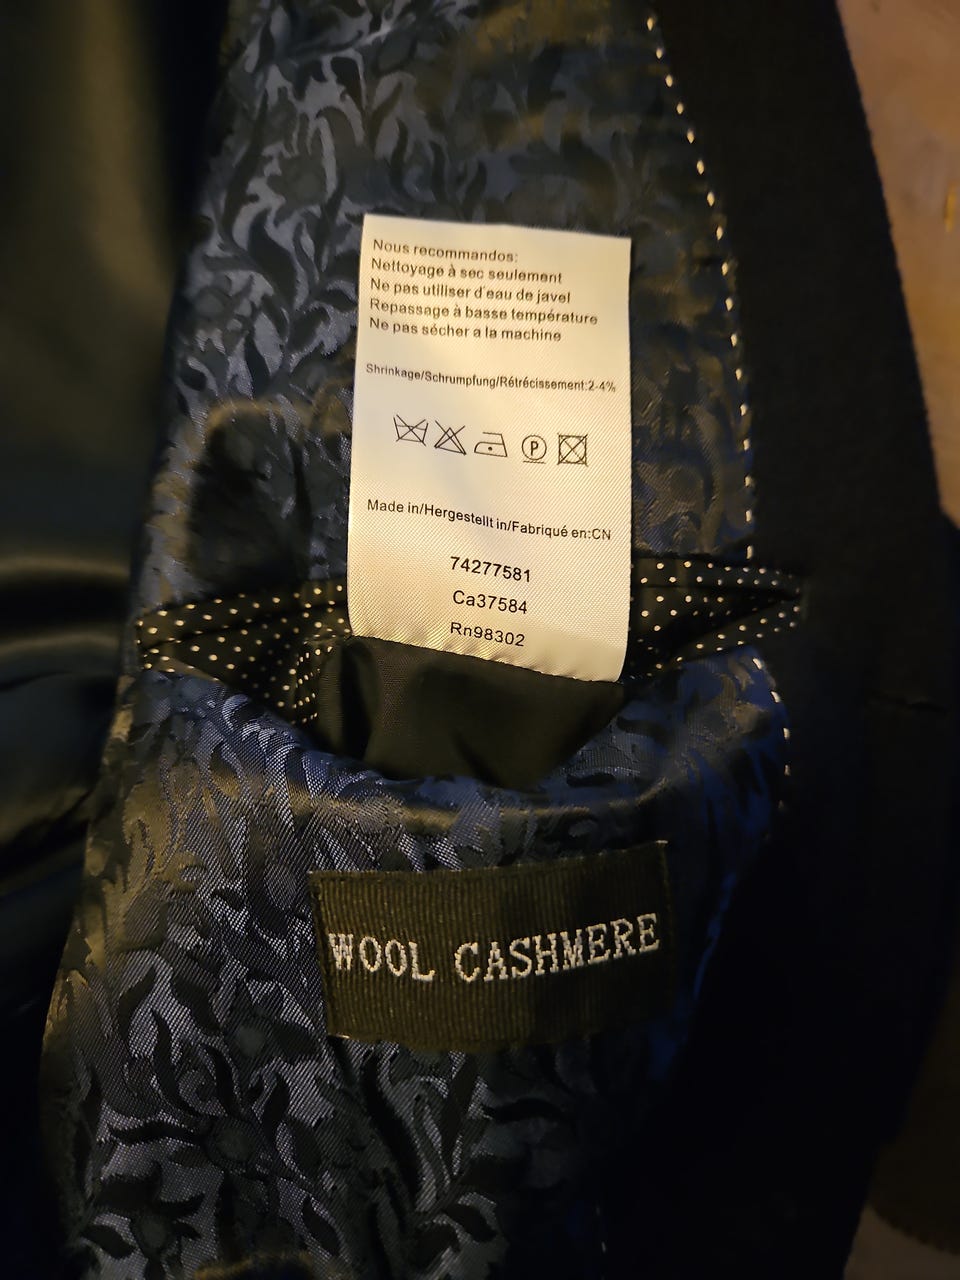 Nous recommandos:
Nettoyage à sec seulement
Ne pas utiliser d'eau de javel
Repassage à basse température
Ne pas sécher a la machine
Shrinkage/Schrumpfung/Rétrécissement:2-4%
P
Made in/Hergestellt in/Fabriqué en:CN
74277581
Ca37584
Rn98302
WOOL CASHMERE